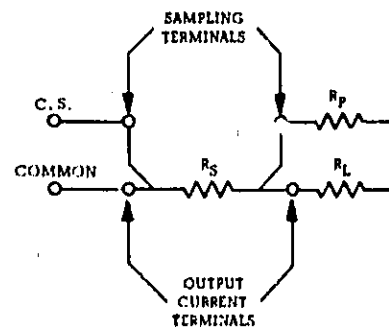 SAMPLING
TERMINALS
C.S.
R_P
COMMON
R_S
R_L
OUTPUT
CURRENT
TERMINALS